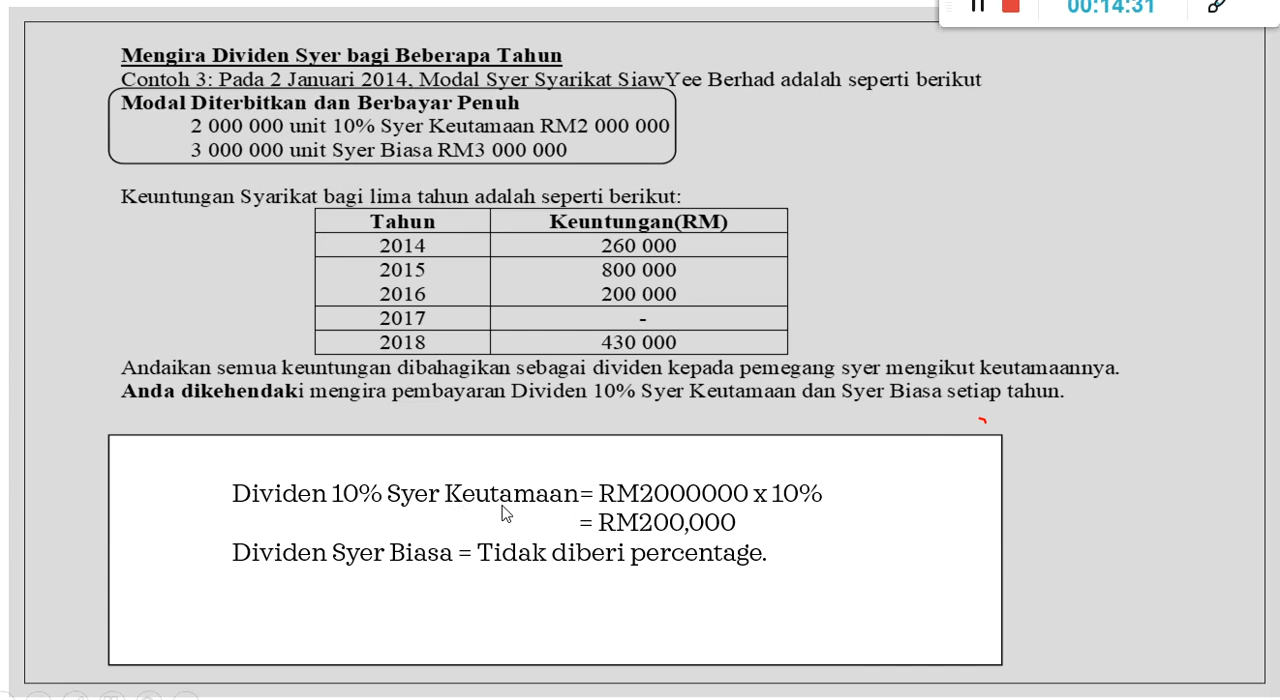 00:14:31
Mengira Dividen Syer bagi Beberapa Tahun
Contoh 3: Pada 2 Januari 2014, Modal Syer Syarikat SiawYee Berhad adalah seperti berikut
Modal Diterbitkan dan Berbayar Penuh
2 000 000 unit 10% Syer Keutamaan RM2 000 000
3 000 000 unit Syer Biasa RM3 000 000
Keuntungan Syarikat bagi lima tahun adalah seperti berikut:
Tahun Keuntungan(RM)
2014 260 000
2015 800 000
2016 200 000
2017 -
2018 430 000
Andaikan semua keuntungan dibahagikan sebagai dividen kepada pemegang syer mengikut keutamaannya.
Anda dikehendaki mengira pembayaran Dividen 10% Syer Keutamaan dan Syer Biasa setiap tahun.
Dividen 10% Syer Keutamaan= RM2000000 x 10%
= RM200,000
Dividen Syer Biasa = Tidak diberi percentage.